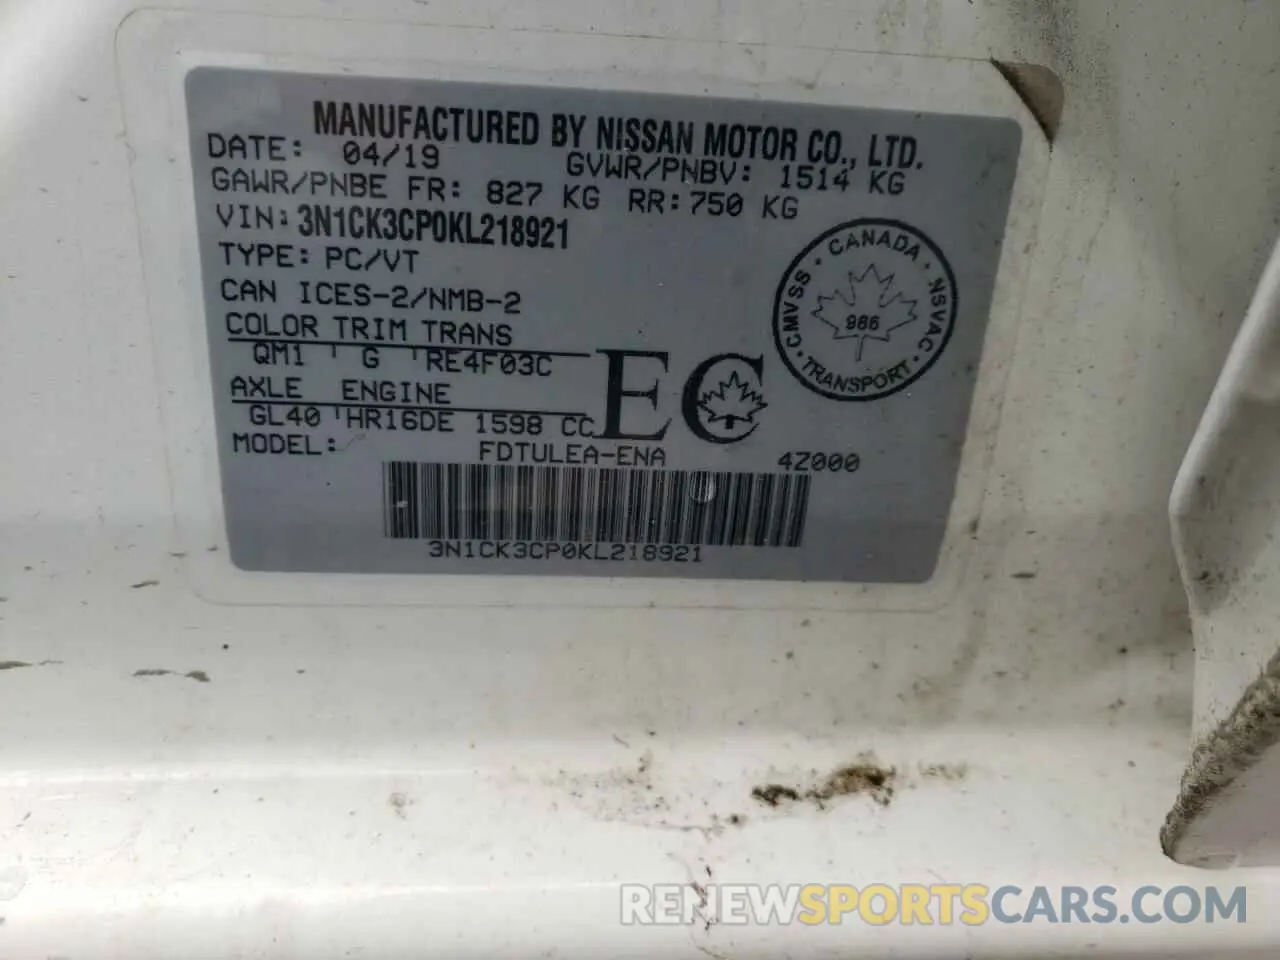 MANUFACTURED BY NISSAN MOTOR CO., LTD.
DATE: 04/19 GVWR/PNBV: 1514 KG
GAWR/PNBE FR: 827 KG RR: 750 KG
VIN: 3N1CK3CP0KL218921
TYPE: PC/VT
CAN ICES-2/NMB-2
COLOR TRIM TRANS
QM1 G RE4F03C
AXLE ENGINE
GL40 HR16DE 1598 CC
EC
CANADA · NSVAC · TRANSPORT · CMVSS
986
MODEL: FDTULEA-ENA 4Z000
3N1CK3CP0KL218921
RENEWSPORTSCARS.COM